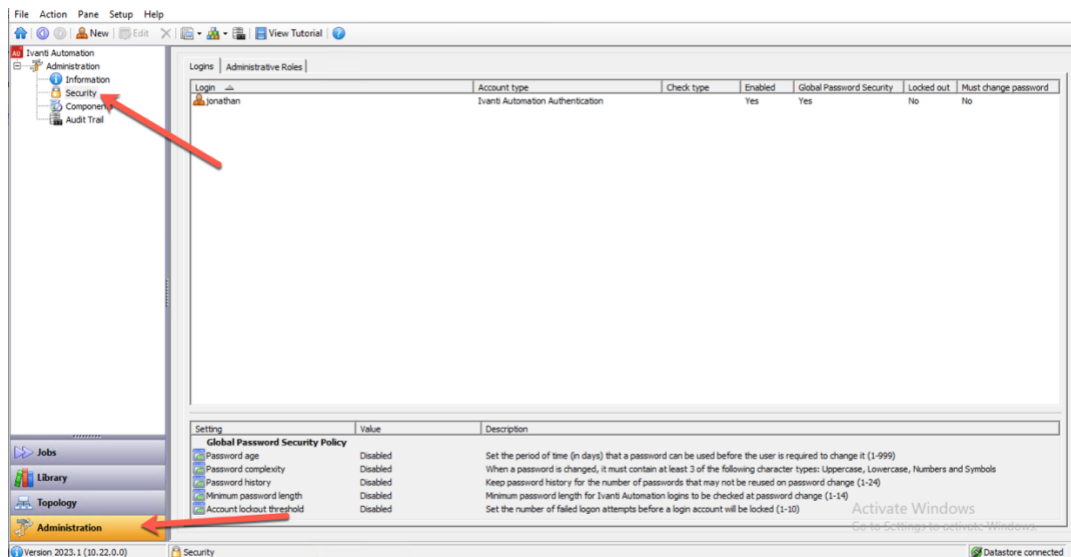 File Action Pane Setup Help
New Edit View Tutorial
Ivanti Automation
Administration
Information
Security
Components
Audit Trail
Jobs
Library
Topology
Administration
Logins Administrative Roles
Login Account type Check type Enabled Global Password Security Locked out Must change password
jonathan Ivanti Automation Authentication Yes Yes No No
Setting Value Description
Global Password Security Policy
Password age Disabled Set the period of time (in days) that a password can be used before the user is required to change it (1-999)
Password complexity Disabled When a password is changed, it must contain at least 3 of the following character types: Uppercase, Lowercase, Numbers and Symbols
Password history Disabled Keep password history for the number of passwords that may not be reused on password change (1-24)
Minimum password length Disabled Minimum password length for Ivanti Automation logins to be checked at password change (1-14)
Account lockout threshold Disabled Set the number of failed logon attempts before a login account will be locked (1-10)
Activate Windows
Go to Settings to activate Windows.
Version 2023.1 (10.22.0.0) Security Datastore connected